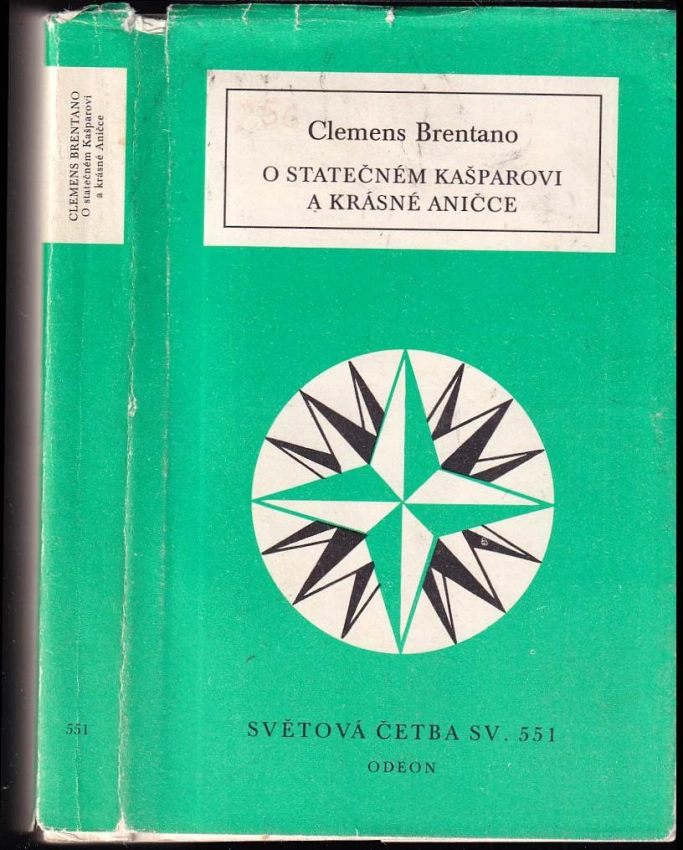 CLEMENS BRENTANO
O statečném Kašparovi
a krásné Aničce
551
Clemens Brentano
O STATEČNÉM KAŠPAROVI
A KRÁSNÉ ANIČCE
SVĚTOVÁ ČETBA SV. 551
ODEON